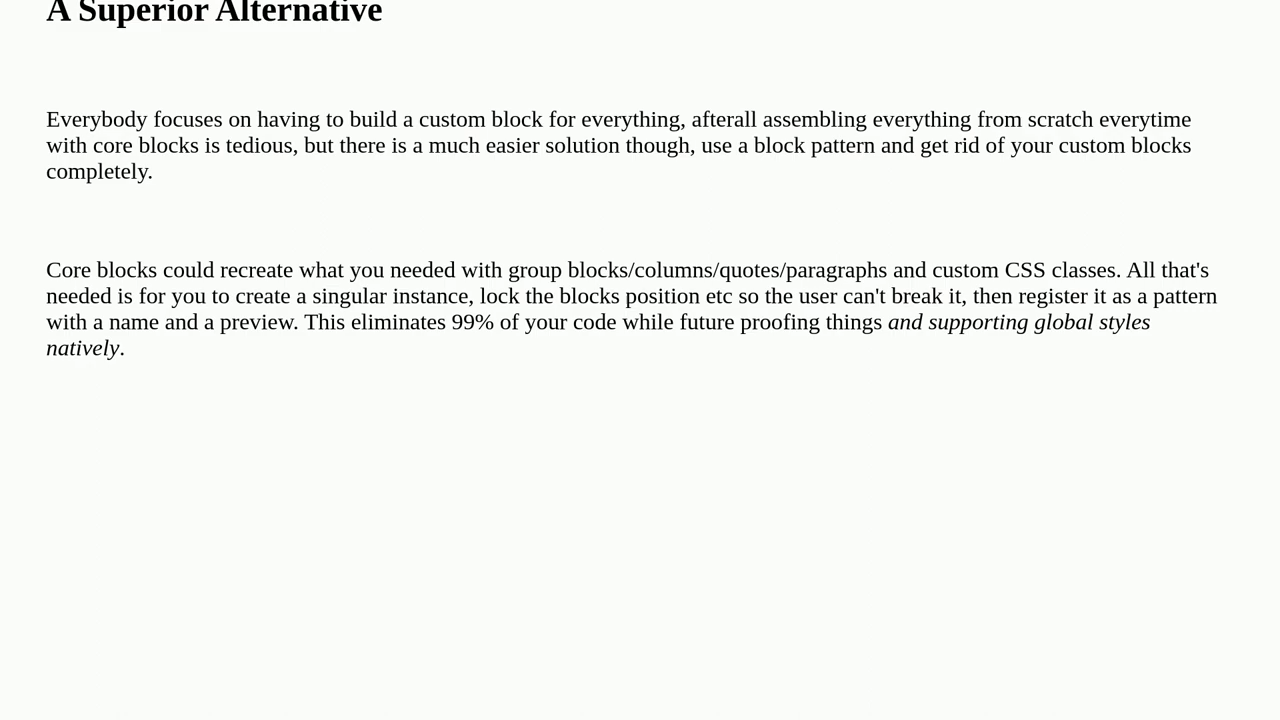 A Superior Alternative
Everybody focuses on having to build a custom block for everything, afterall assembling everything from scratch everytime
with core blocks is tedious, but there is a much easier solution though, use a block pattern and get rid of your custom blocks
completely.
Core blocks could recreate what you needed with group blocks/columns/quotes/paragraphs and custom CSS classes. All that's
needed is for you to create a singular instance, lock the blocks position etc so the user can't break it, then register it as a pattern
with a name and a preview. This eliminates 99% of your code while future proofing things and supporting global styles
natively.